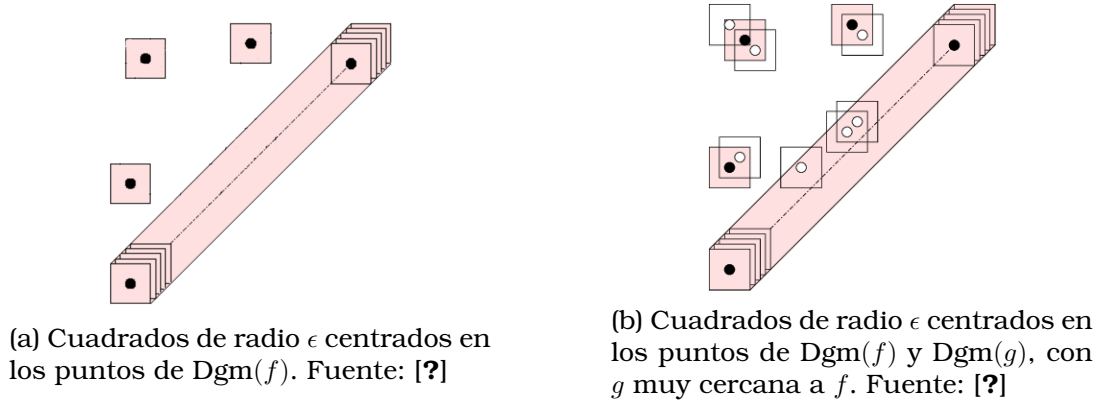 (a) Cuadrados de radio ϵ centrados en
los puntos de Dgm(f). Fuente: [?]
(b) Cuadrados de radio ϵ centrados en
los puntos de Dgm(f) y Dgm(g), con
g muy cercana a f. Fuente: [?]